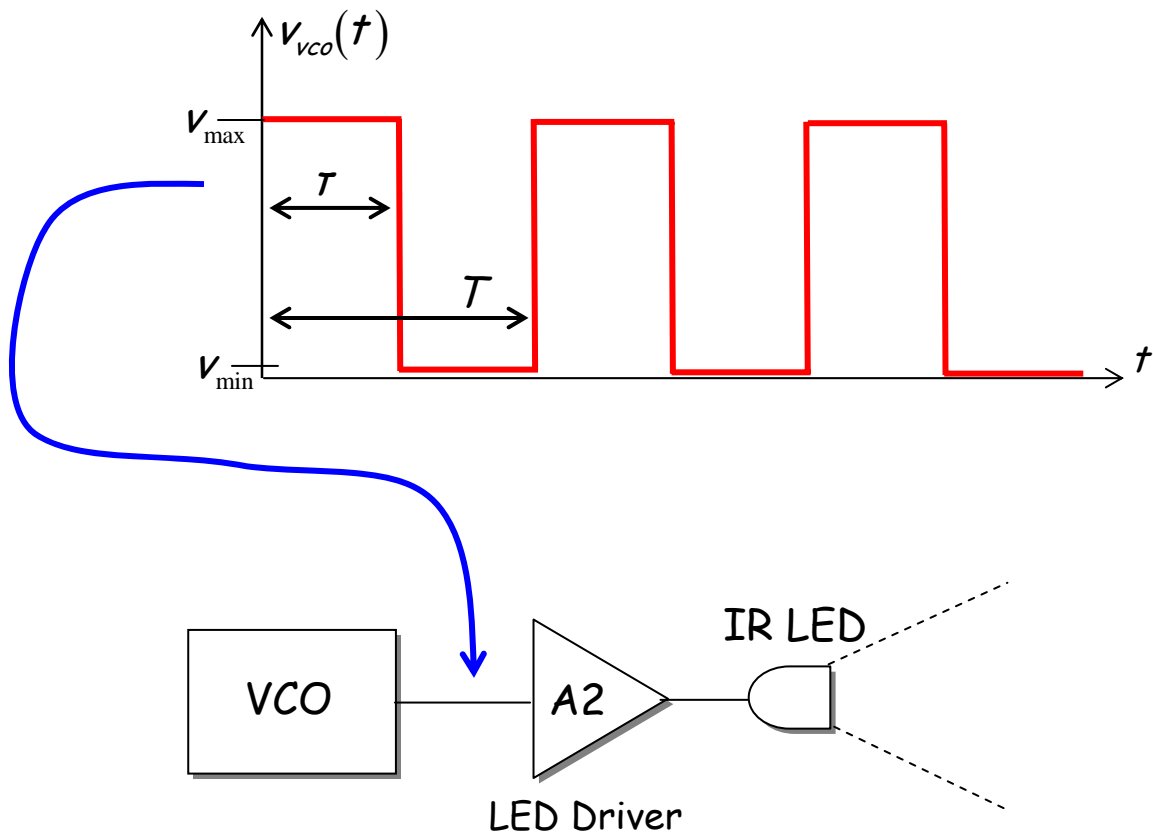 v_vco(t)
v_max
τ
T
v_min
t
VCO
A2
IR LED
LED Driver